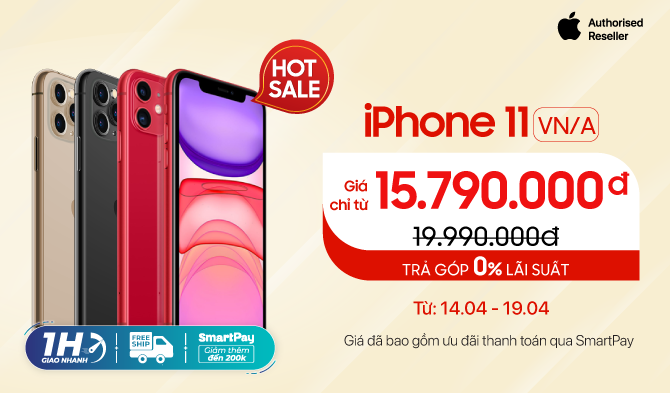 Authorised
Reseller
HOT
SALE
iPhone 11 VN/A
Giá
chỉ từ
15.790.000đ
19.990.000đ
TRẢ GÓP 0% LÃI SUẤT
Từ: 14.04 - 19.04
Giá đã bao gồm ưu đãi thanh toán qua SmartPay
1H
GIAO NHANH
FREE
SHIP
SmartPay
Giảm thêm
đến 200k